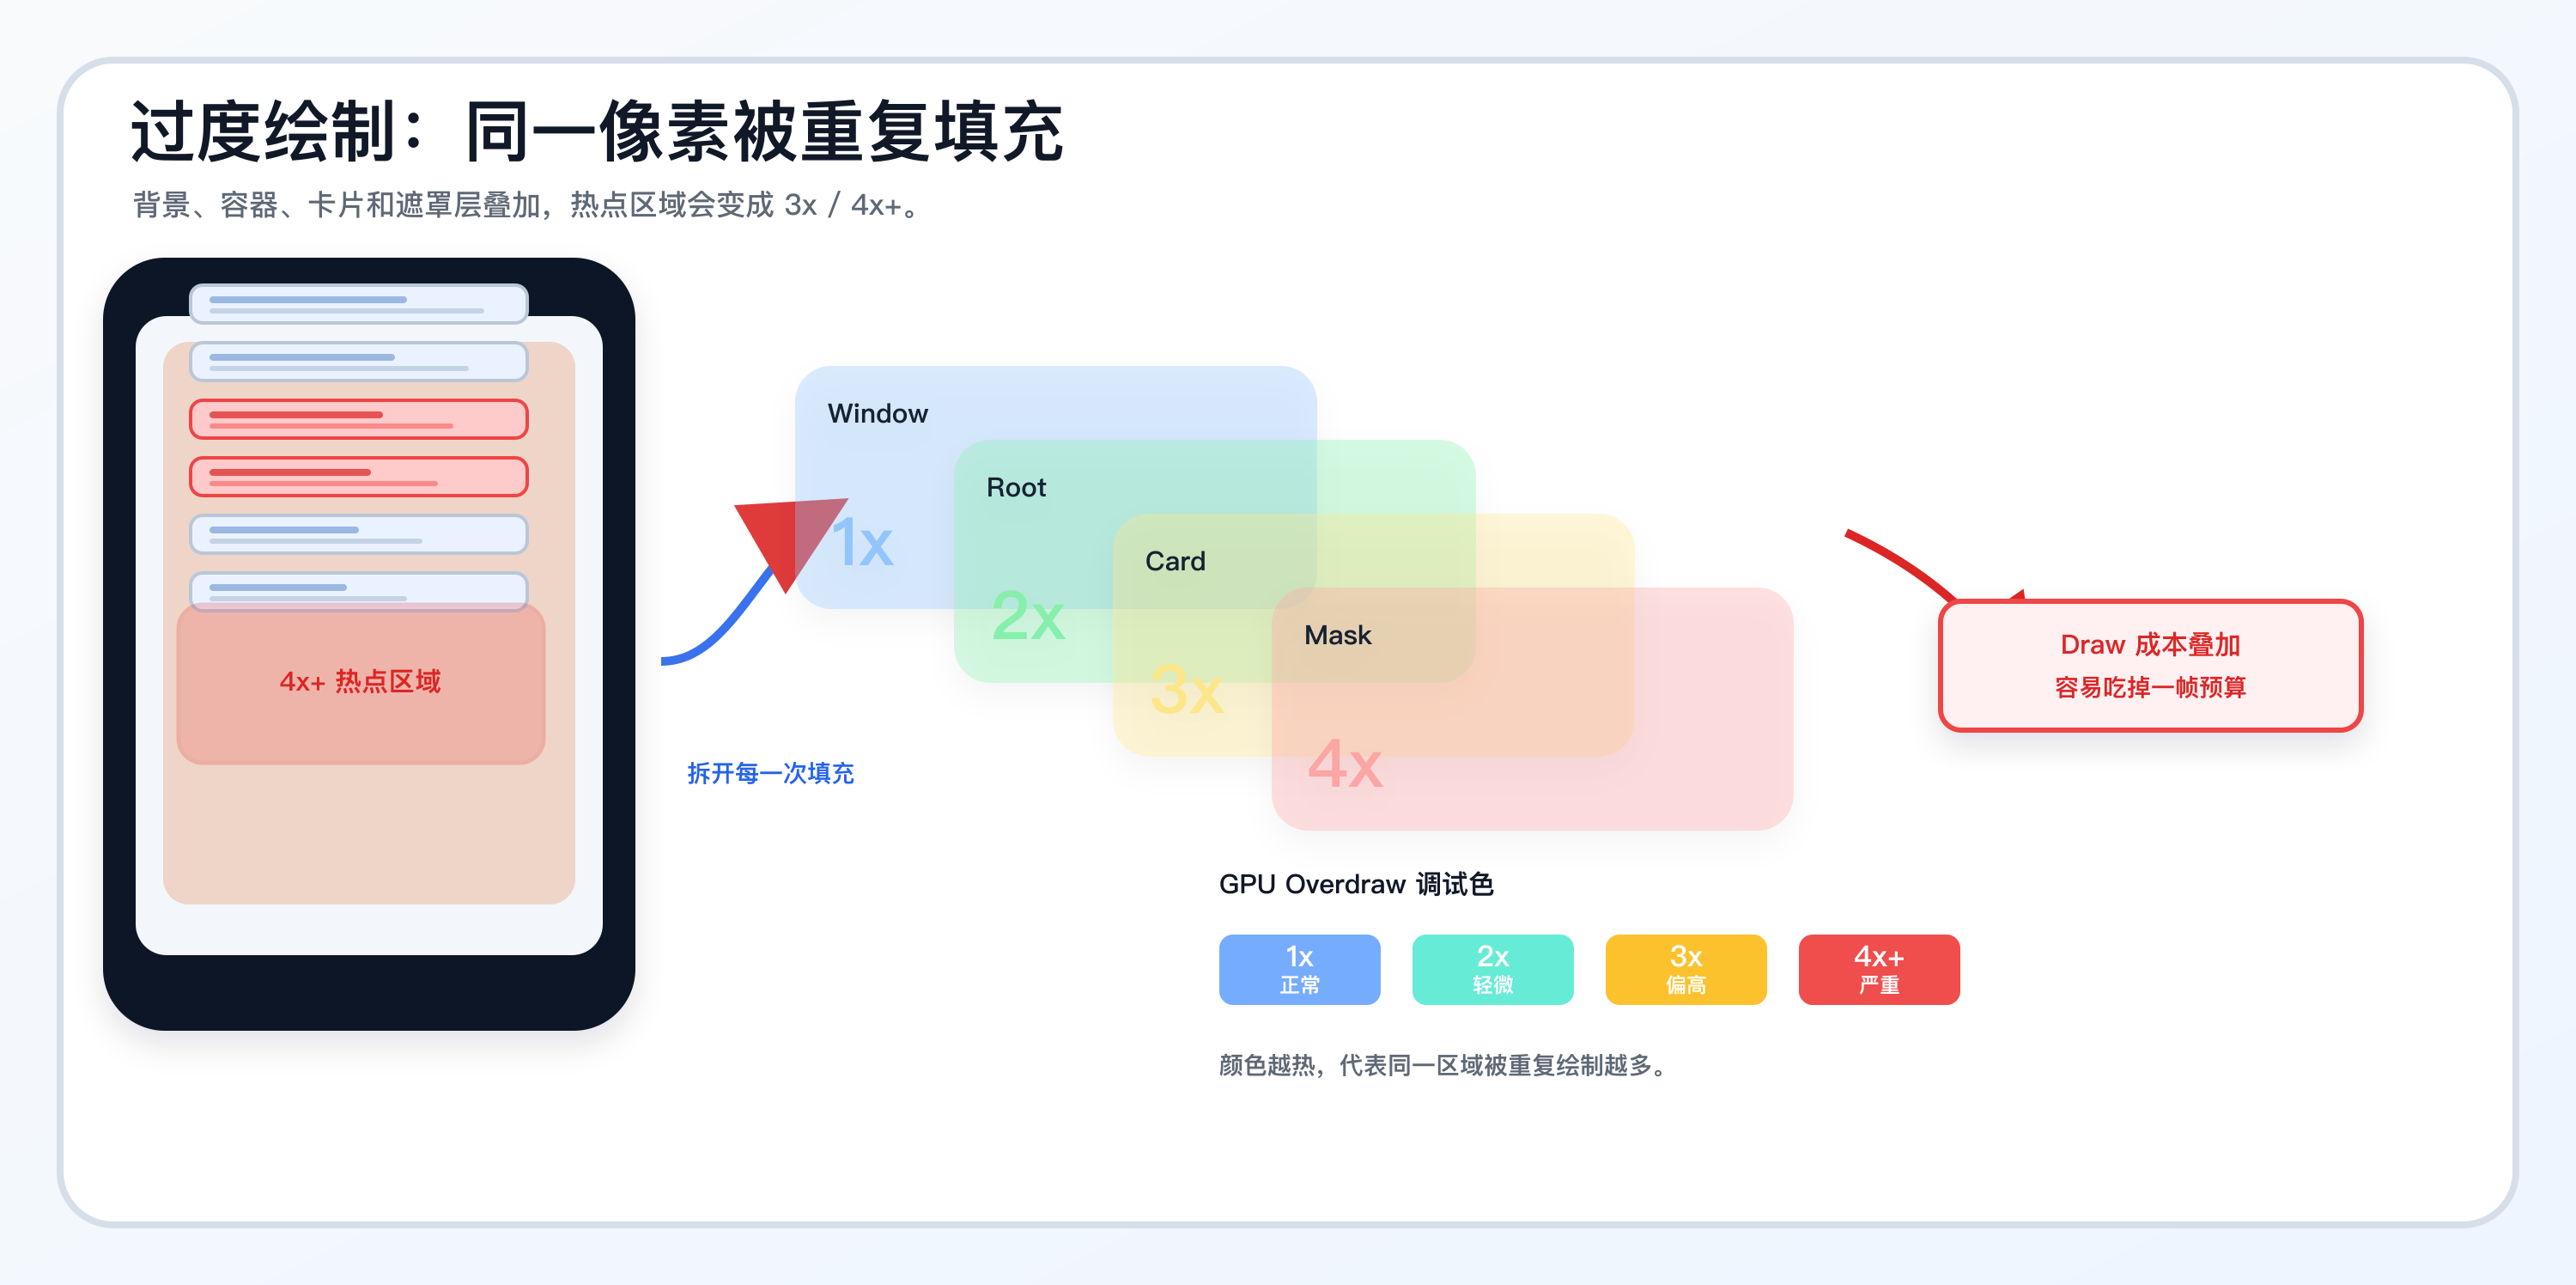 过度绘制：同一像素被重复填充
背景、容器、卡片和遮罩层叠加，热点区域会变成 3x / 4x+。
4x+ 热点区域
拆开每一次填充
Window
1x
Root
2x
Card
3x
Mask
4x
Draw 成本叠加
容易吃掉一帧预算
GPU Overdraw 调试色
1x
正常
2x
轻微
3x
偏高
4x+
严重
颜色越热，代表同一区域被重复绘制越多。